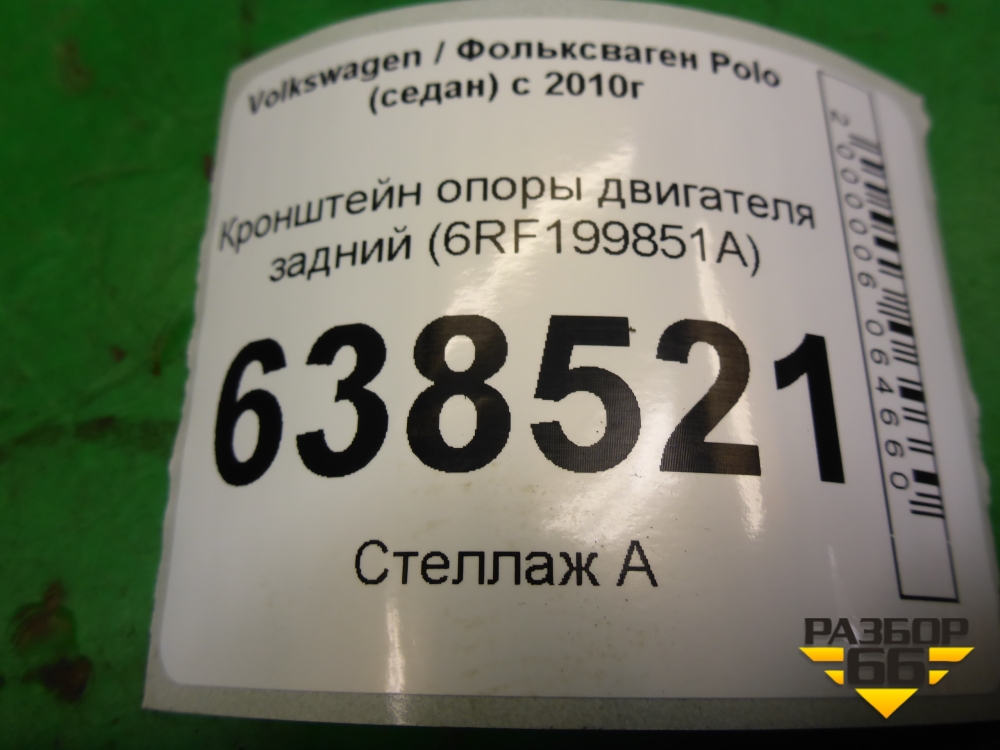 Volkswagen / Фольксваген Polo
(седан) с 2010г
Кронштейн опоры двигателя
задний (6RF199851A)
638521
Стеллаж А
2000006064660
РАЗБОР
66